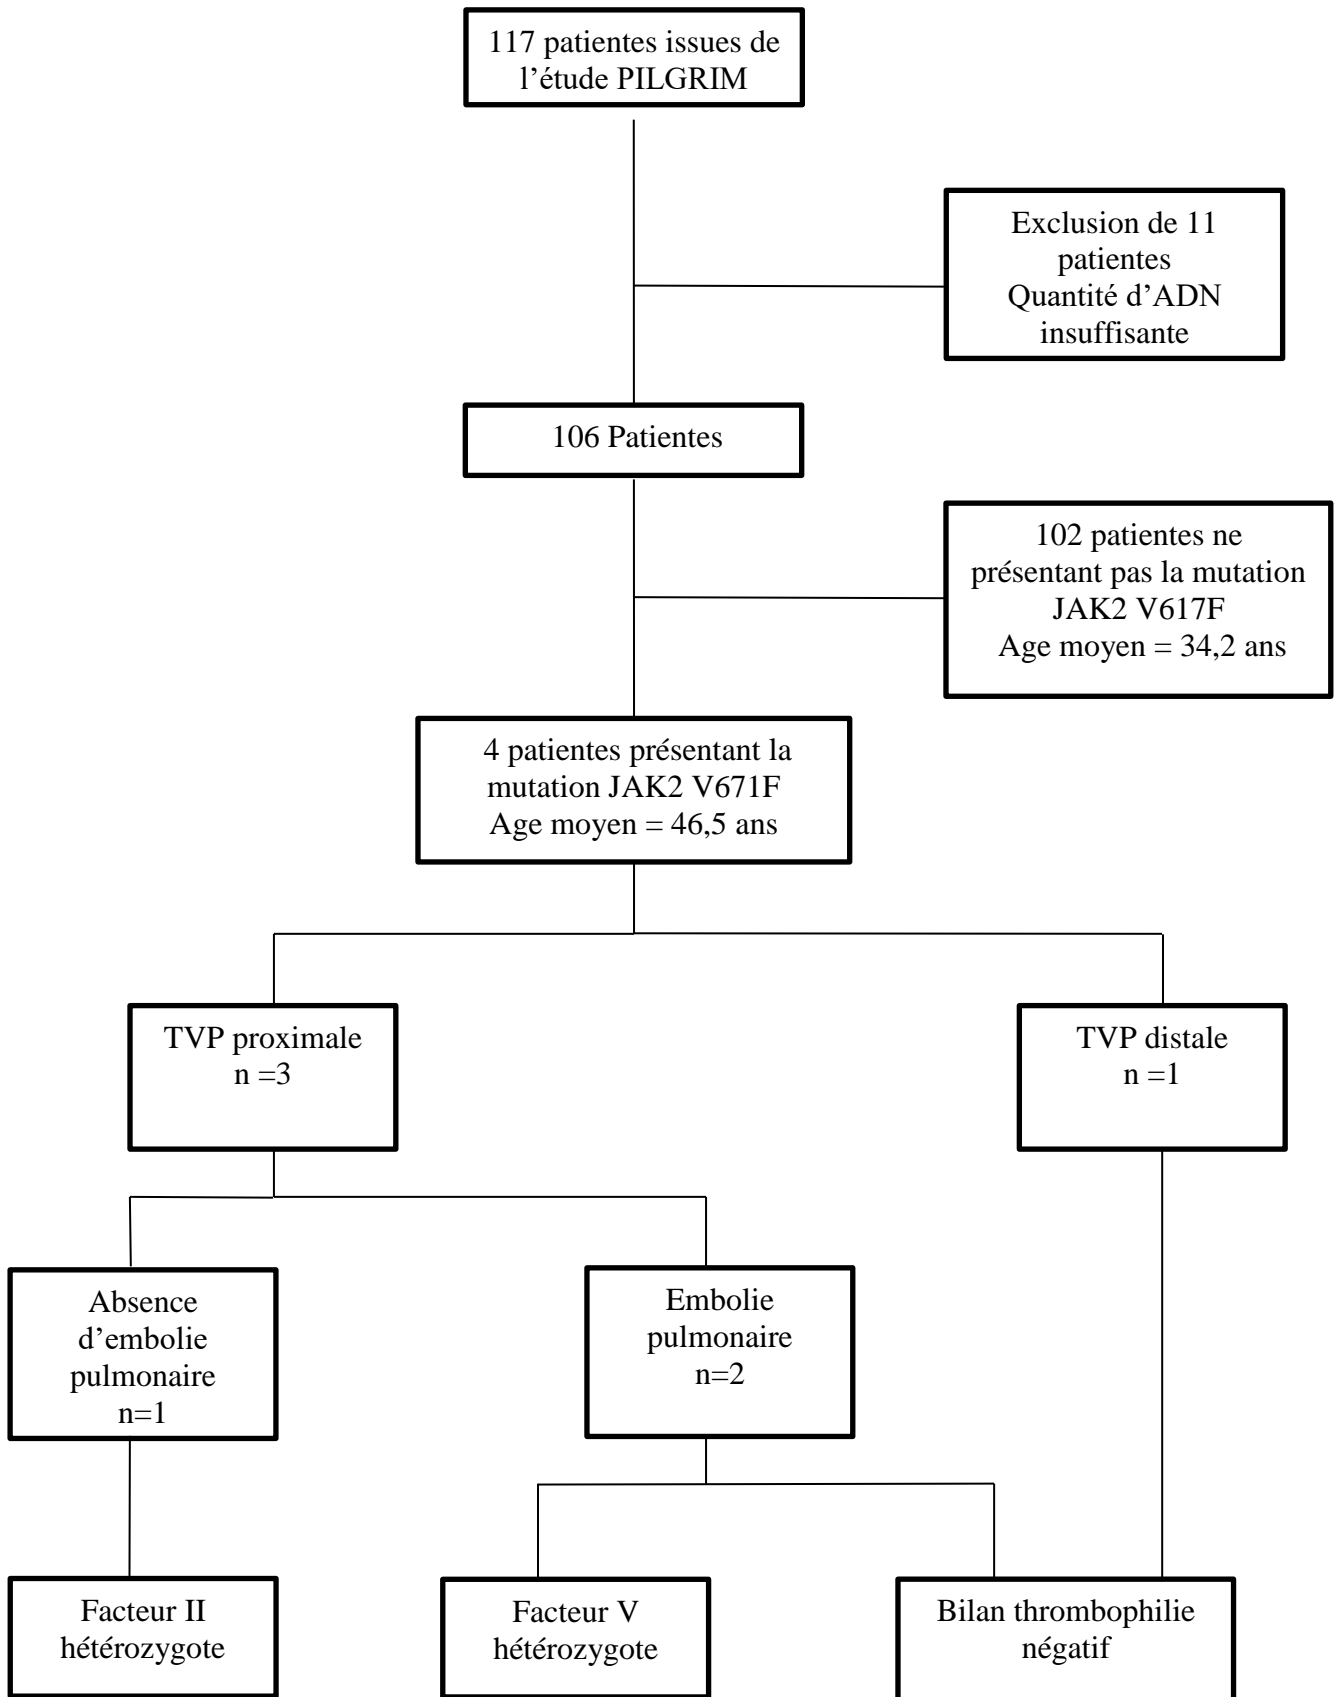 117 patientes issues de
l’étude PILGRIM
Exclusion de 11
patientes
Quantité d’ADN
insuffisante
106 Patientes
102 patientes ne
présentant pas la mutation
JAK2 V617F
Age moyen = 34,2 ans
4 patientes présentant la
mutation JAK2 V671F
Age moyen = 46,5 ans
TVP proximale
n =3
TVP distale
n =1
Absence
d’embolie
pulmonaire
n=1
Embolie
pulmonaire
n=2
Facteur II
hétérozygote
Facteur V
hétérozygote
Bilan thrombophilie
négatif